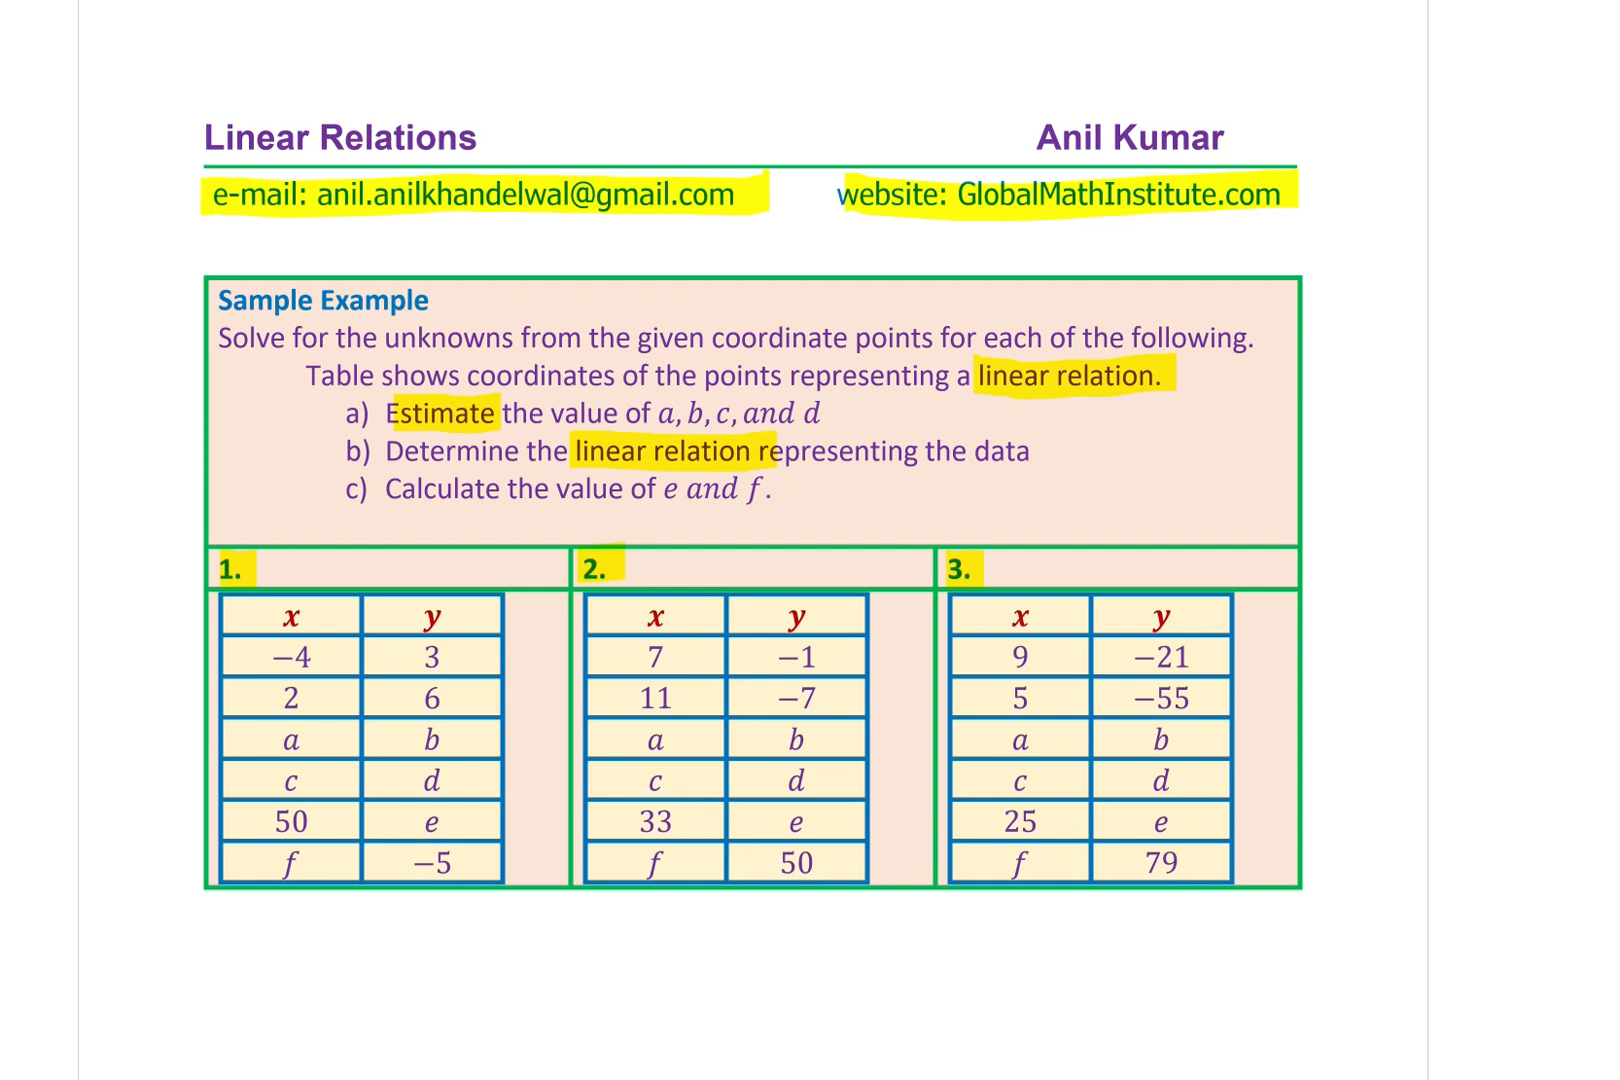 Linear Relations Anil Kumar
e-mail: anil.anilkhandelwal@gmail.com website: GlobalMathInstitute.com
Sample Example
Solve for the unknowns from the given coordinate points for each of the following.
Table shows coordinates of the points representing a linear relation.
a) Estimate the value of a, b, c, and d
b) Determine the linear relation representing the data
c) Calculate the value of e and f.
1. 2. 3.
x y x y x y
−4 3 7 −1 9 −21
2 6 11 −7 5 −55
a b a b a b
c d c d c d
50 e 33 e 25 e
f −5 f 50 f 79